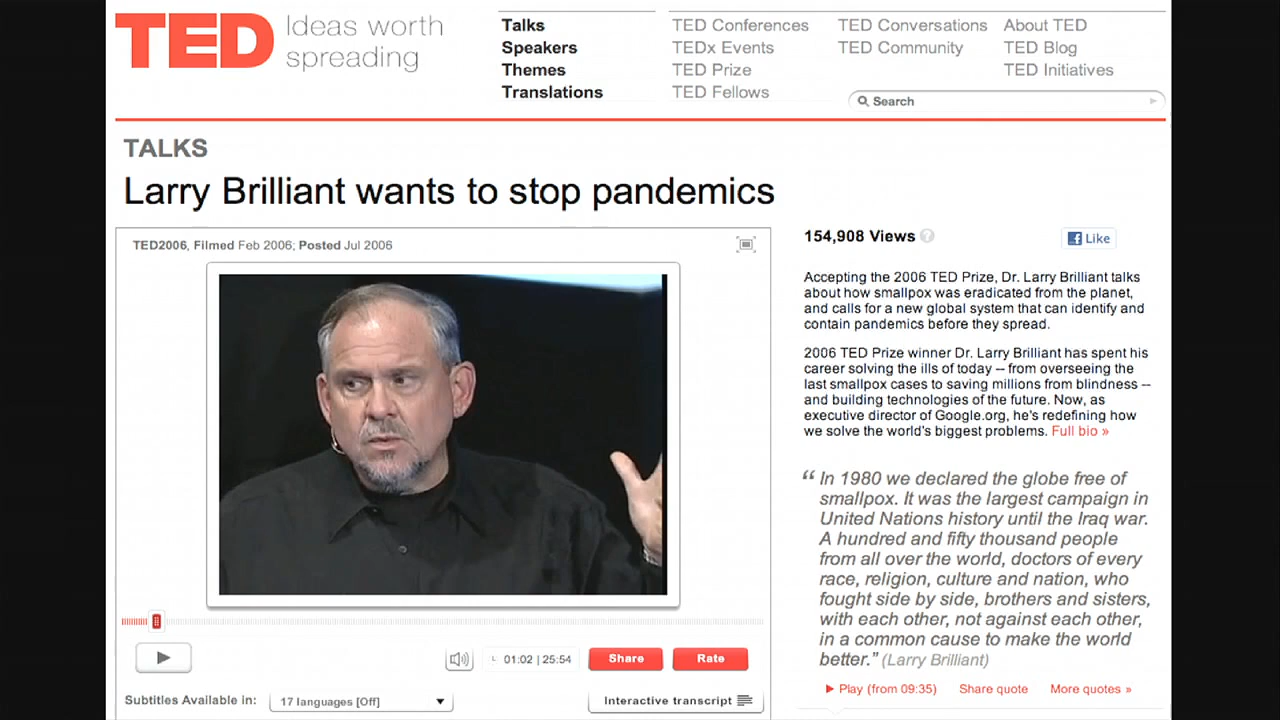 TED Ideas worth spreading
Talks
Speakers
Themes
Translations
TED Conferences
TEDx Events
TED Prize
TED Fellows
TED Conversations
TED Community
About TED
TED Blog
TED Initiatives
Search
TALKS
Larry Brilliant wants to stop pandemics
TED2006, Filmed Feb 2006; Posted Jul 2006
01:02 | 25:54
Share
Rate
Subtitles Available in:
17 languages [Off]
Interactive transcript
154,908 Views
?
Like
Accepting the 2006 TED Prize, Dr. Larry Brilliant talks
about how smallpox was eradicated from the planet,
and calls for a new global system that can identify and
contain pandemics before they spread.
2006 TED Prize winner Dr. Larry Brilliant has spent his
career solving the ills of today -- from overseeing the
last smallpox cases to saving millions from blindness --
and building technologies of the future. Now, as
executive director of Google.org, he's redefining how
we solve the world's biggest problems. Full bio »
“ In 1980 we declared the globe free of
smallpox. It was the largest campaign in
United Nations history until the Iraq war.
A hundred and fifty thousand people
from all over the world, doctors of every
race, religion, culture and nation, who
fought side by side, brothers and sisters,
with each other, not against each other,
in a common cause to make the world
better.” (Larry Brilliant)
Play (from 09:35)
Share quote
More quotes »